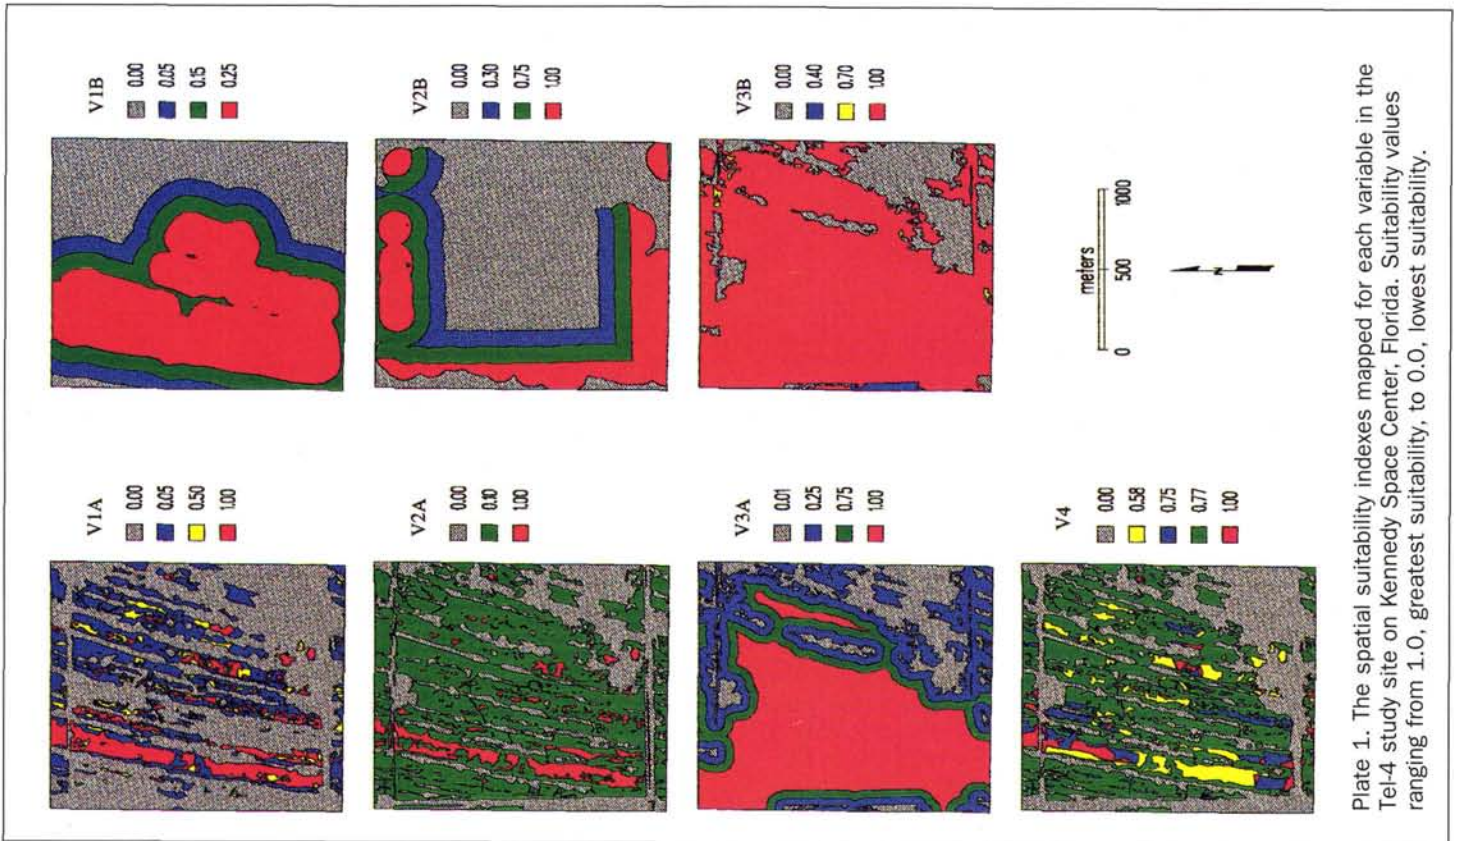 V1A
0.00
0.05
0.50
1.00
V1B
0.00
0.05
0.15
0.25
V2A
0.00
0.10
1.00
V2B
0.00
0.30
0.75
1.00
V3A
0.01
0.25
0.75
1.00
V3B
0.00
0.40
0.70
1.00
V4
0.00
0.58
0.75
0.77
1.00
meters
0 500 1000
N
Plate 1. The spatial suitability indexes mapped for each variable in the
Tel-4 study site on Kennedy Space Center, Florida. Suitability values
ranging from 1.0, greatest suitability, to 0.0, lowest suitability.